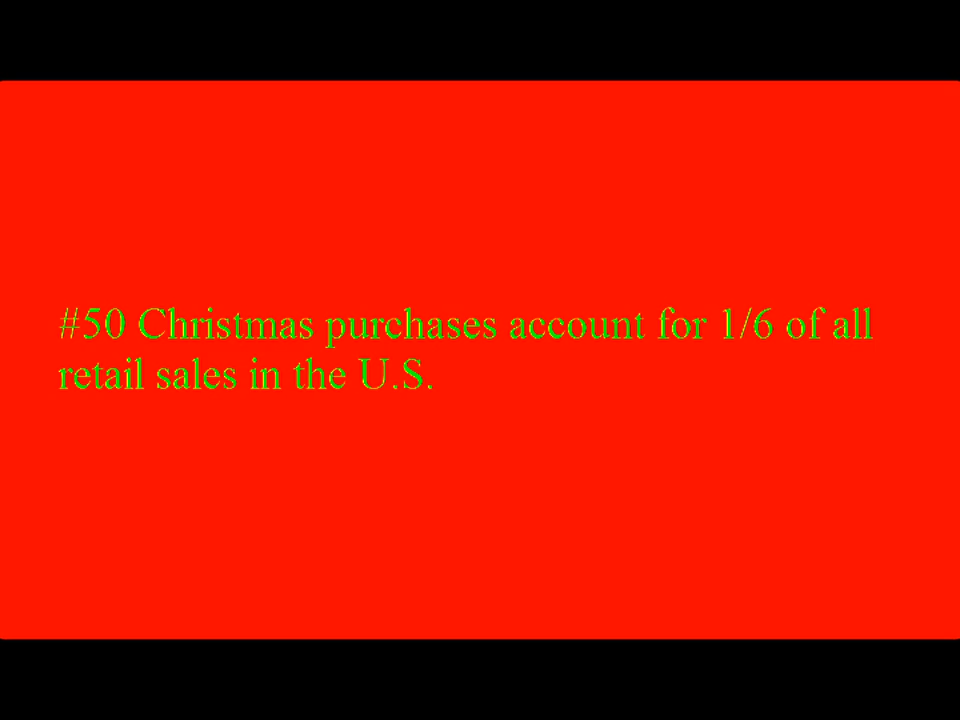 #50 Christmas purchases account for 1/6 of all
retail sales in the U.S.